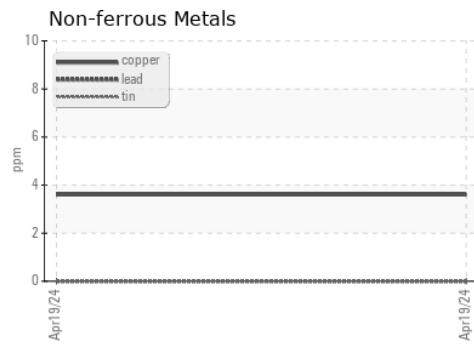 Non-ferrous Metals
10
8
6
4
2
0
ppm
copper
lead
tin
Apr19/24
Apr19/24